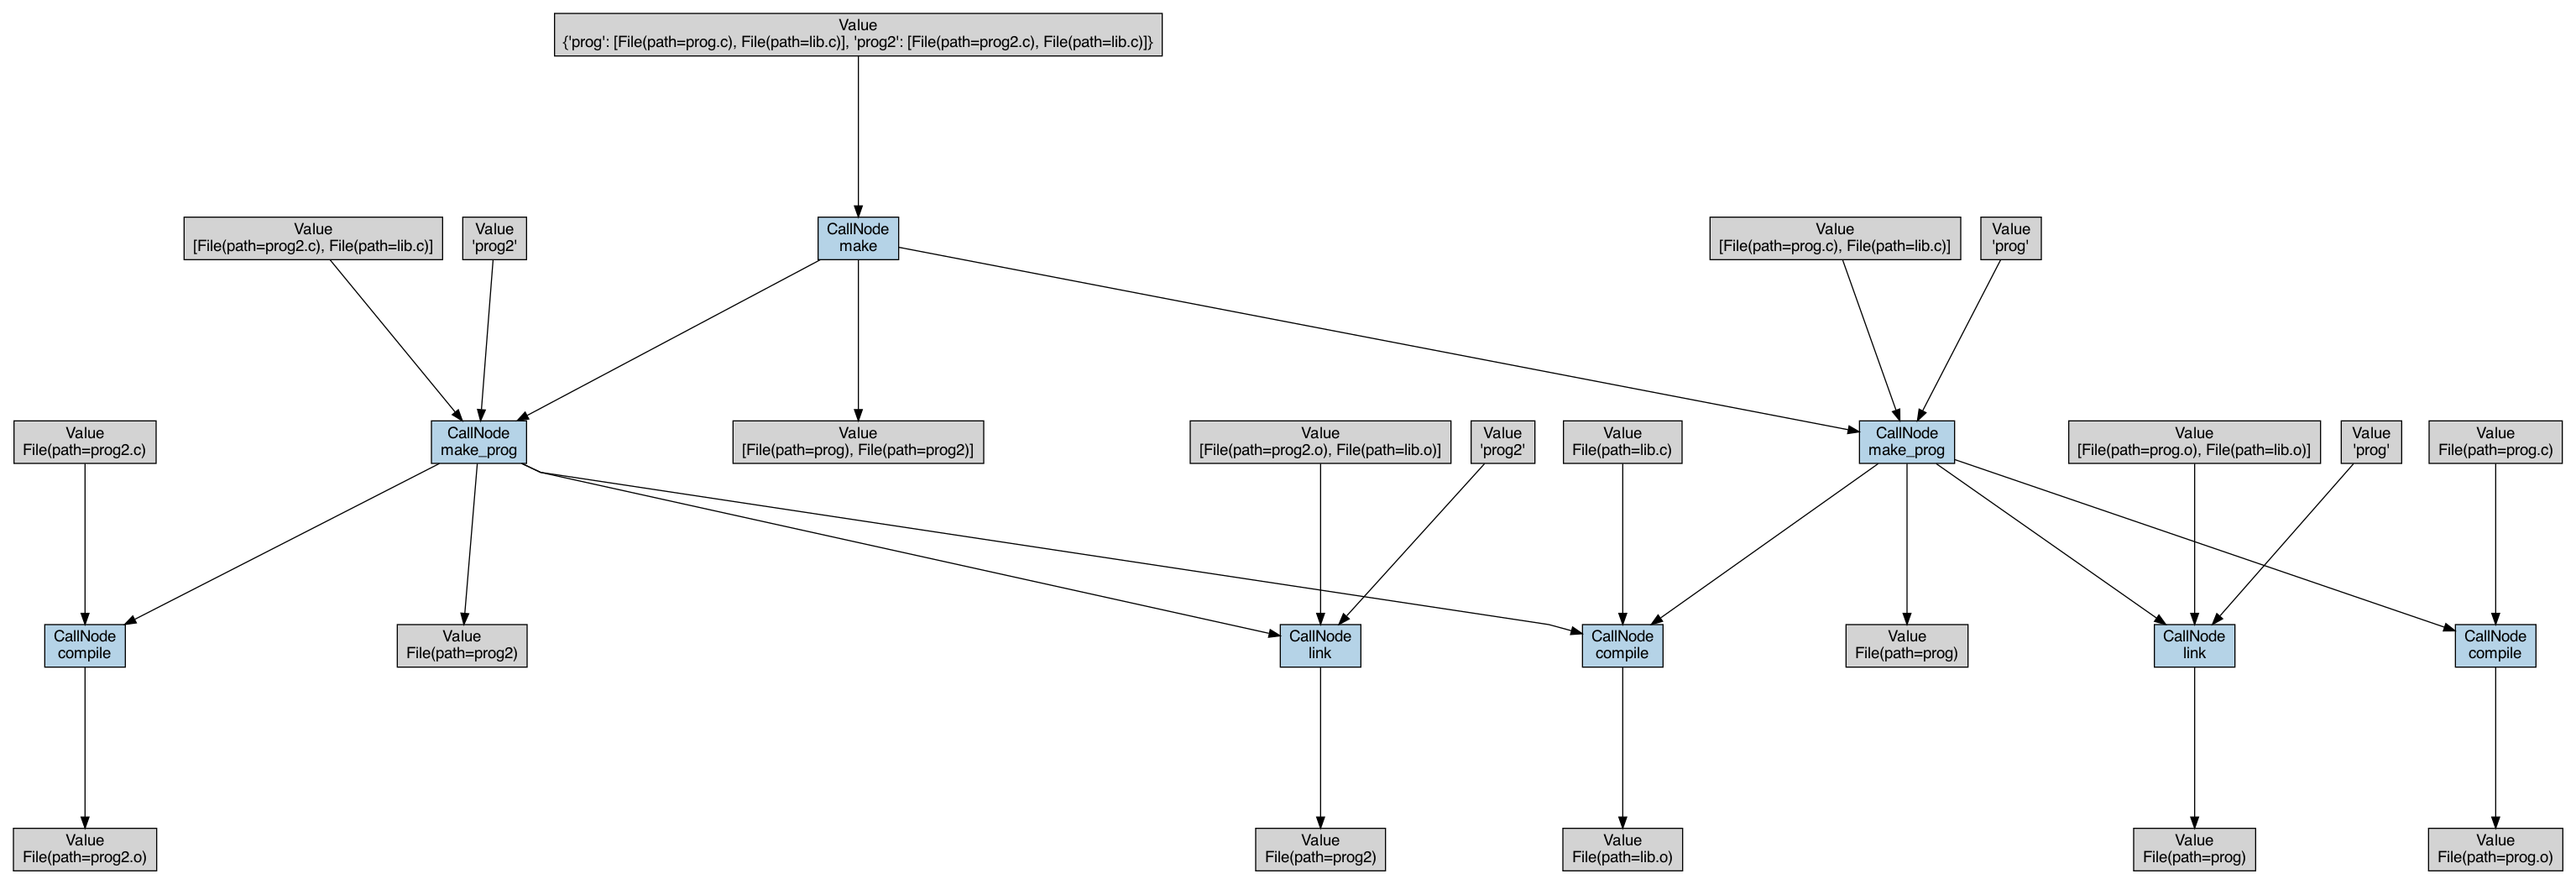 Value
{'prog': [File(path=prog.c), File(path=lib.c)], 'prog2': [File(path=prog2.c), File(path=lib.c)]}
Value
[File(path=prog2.c), File(path=lib.c)]
Value
'prog2'
CallNode
make
Value
[File(path=prog.c), File(path=lib.c)]
Value
'prog'
Value
File(path=prog2.c)
CallNode
make_prog
Value
[File(path=prog), File(path=prog2)]
Value
[File(path=prog2.o), File(path=lib.o)]
Value
'prog2'
Value
File(path=lib.c)
CallNode
make_prog
Value
[File(path=prog.o), File(path=lib.o)]
Value
'prog'
Value
File(path=prog.c)
CallNode
compile
Value
File(path=prog2)
CallNode
link
CallNode
compile
Value
File(path=prog)
CallNode
link
CallNode
compile
Value
File(path=prog2.o)
Value
File(path=prog2)
Value
File(path=lib.o)
Value
File(path=prog)
Value
File(path=prog.o)